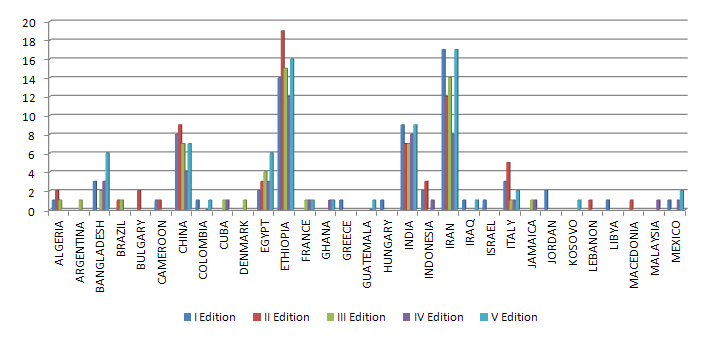 20
18
16
14
12
10
8
6
4
2
0
ALGERIA
ARGENTINA
BANGLADESH
BRAZIL
BULGARY
CAMEROON
CHINA
COLOMBIA
CUBA
DENMARK
EGYPT
ETHIOPIA
FRANCE
GHANA
GREECE
GUATEMALA
HUNGARY
INDIA
INDONESIA
IRAN
IRAQ
ISRAEL
ITALY
JAMAICA
JORDAN
KOSOVO
LEBANON
LIBYA
MACEDONIA
MALAYSIA
MEXICO
I Edition II Edition III Edition IV Edition V Edition